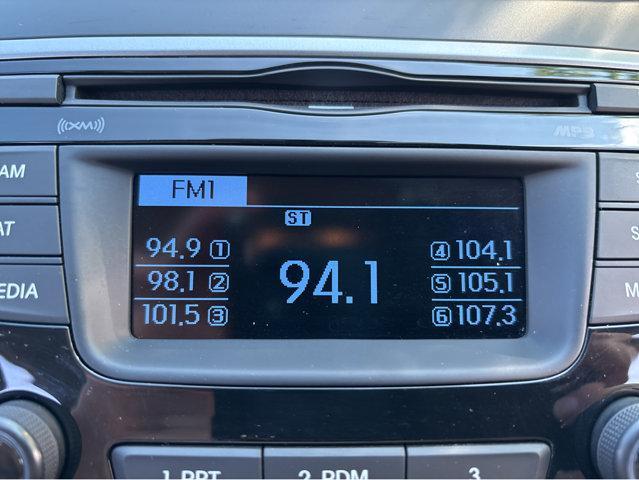 ((XM)) MP3
AM
FM1
ST
94.9 1
98.1 2
101.5 3
94.1
4 104.1
5 105.1
6 107.3
S
S
M
AT
EDIA
1 RPT
2 RDM
3